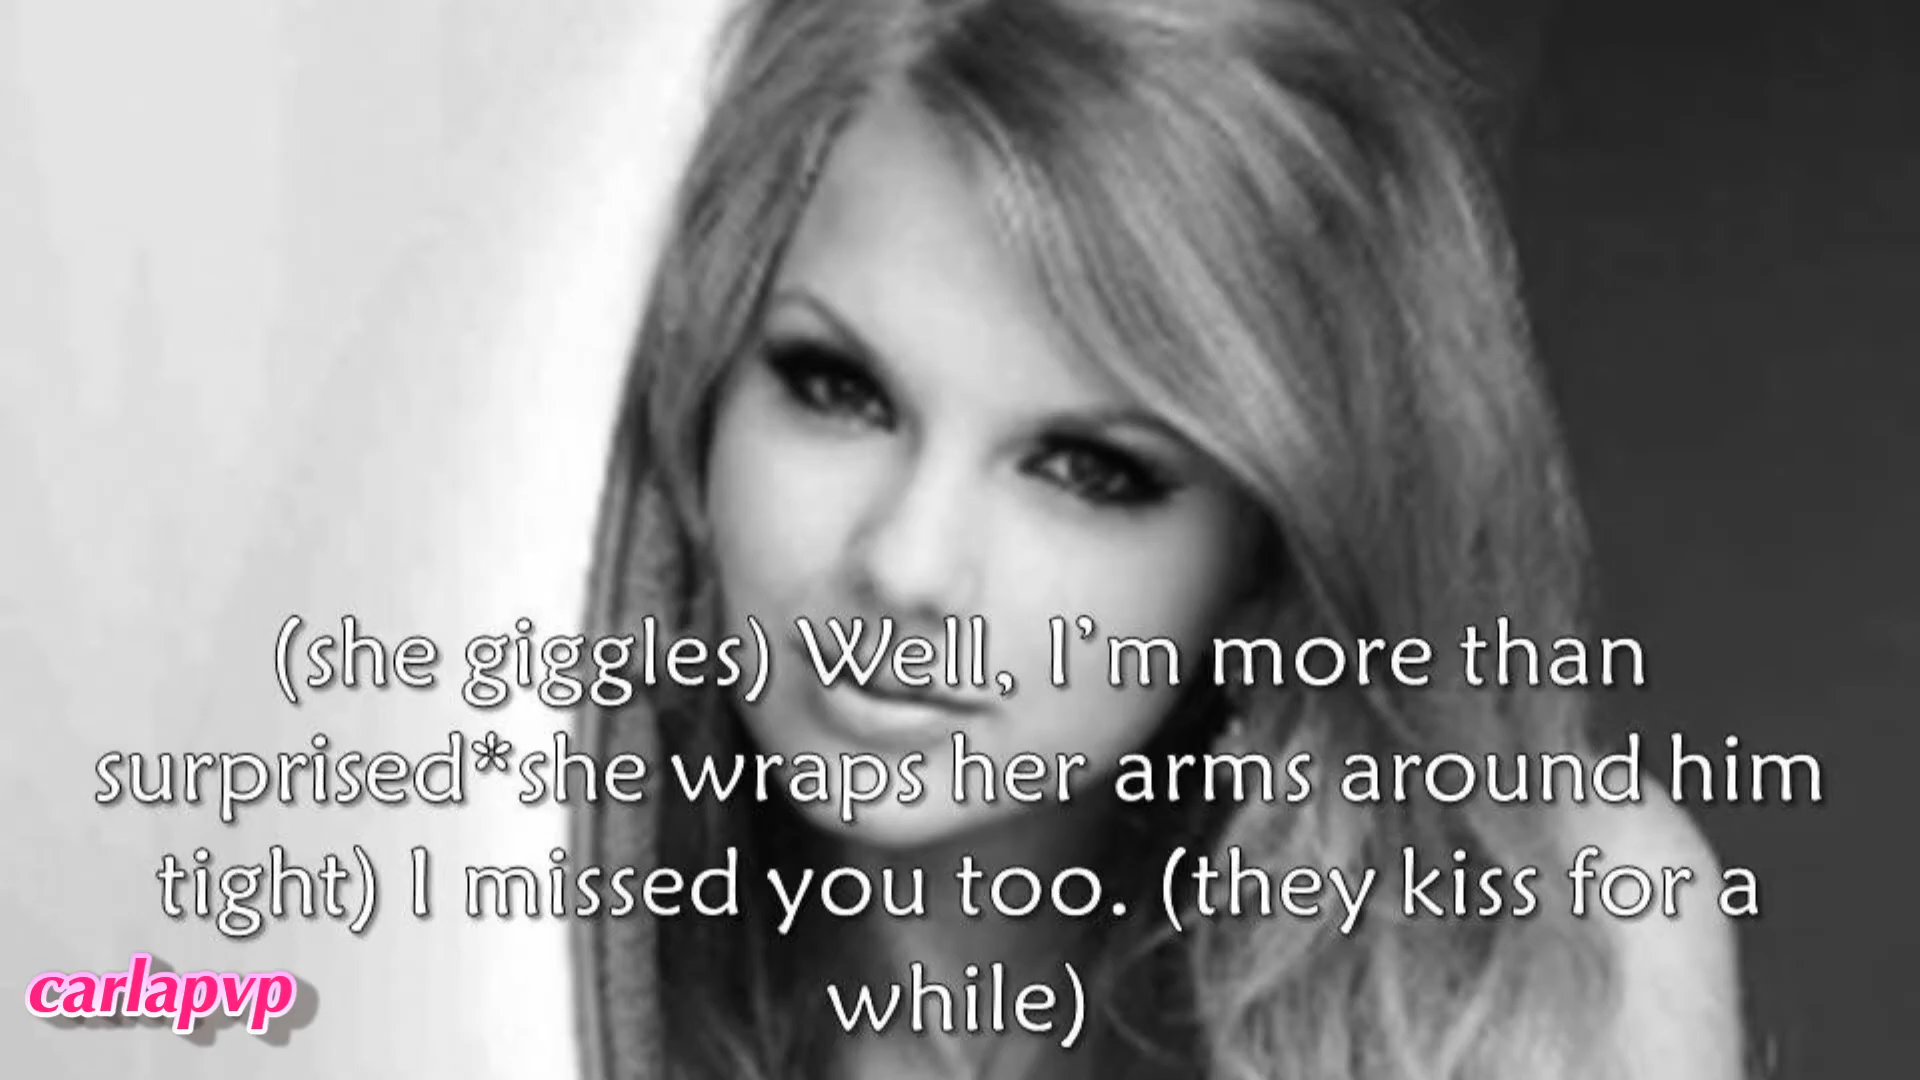 (she giggles) Well, I'm more than
surprised*she wraps her arms around him
tight) I missed you too. (they kiss for a
while)
carlapvp